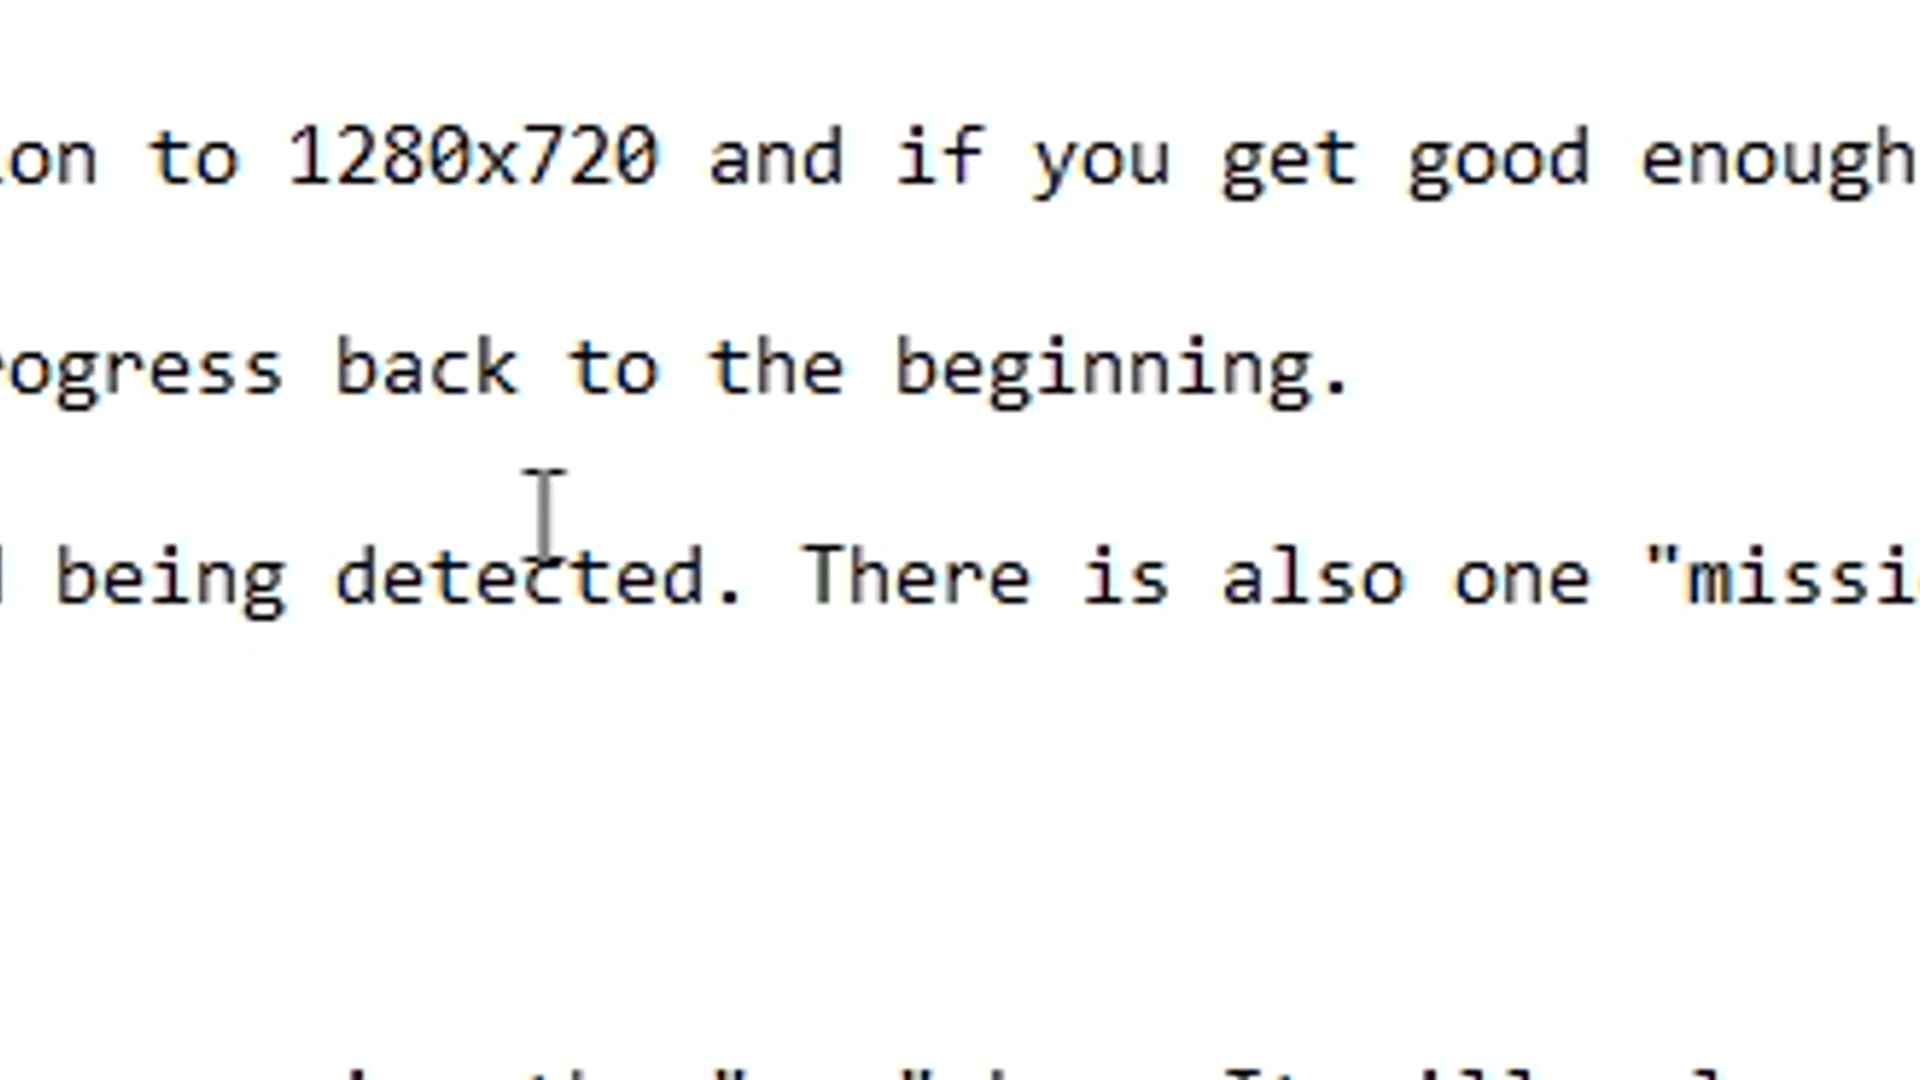 on to 1280x720 and if you get good enough
rogress back to the beginning.
being detected. There is also one "missi